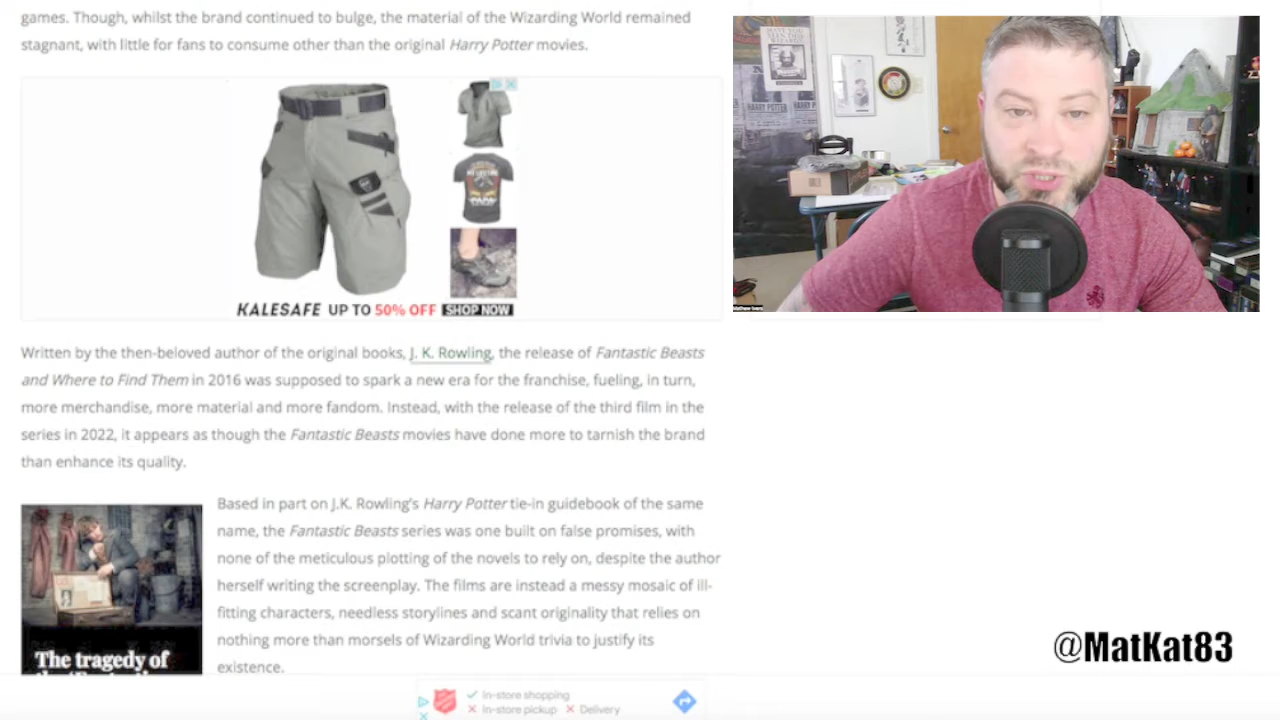 games. Though, whilst the brand continued to bulge, the material of the Wizarding World remained
stagnant, with little for fans to consume other than the original Harry Potter movies.
KALESAFE UP TO 50% OFF SHOP NOW
Written by the then-beloved author of the original books, J. K. Rowling, the release of Fantastic Beasts
and Where to Find Them in 2016 was supposed to spark a new era for the franchise, fueling, in turn,
more merchandise, more material and more fandom. Instead, with the release of the third film in the
series in 2022, it appears as though the Fantastic Beasts movies have done more to tarnish the brand
than enhance its quality.
Based in part on J.K. Rowling's Harry Potter tie-in guidebook of the same
name, the Fantastic Beasts series was one built on false promises, with
none of the meticulous plotting of the novels to rely on, despite the author
herself writing the screenplay. The films are instead a messy mosaic of ill-
fitting characters, needless storylines and scant originality that relies on
nothing more than morsels of Wizarding World trivia to justify its
existence.
The tragedy of
In-store shopping
In-store pickup Delivery
HAVE YOU
SEEN THIS
WIZARD
HARRY POTTER
@MatKat83